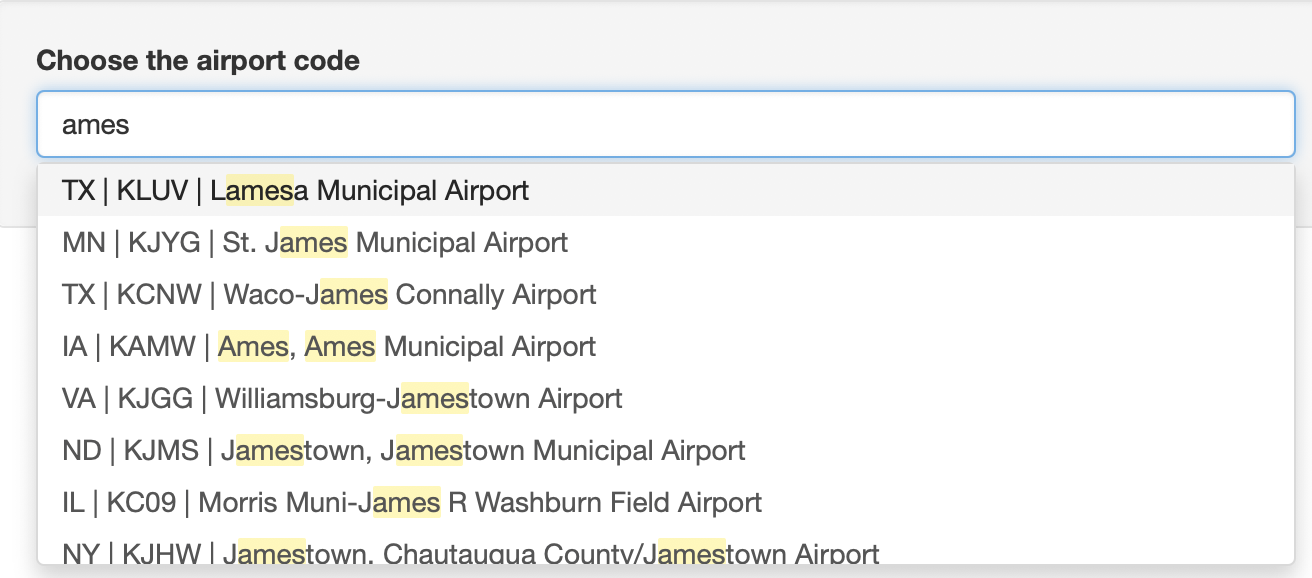 Choose the airport code
ames
TX | KLUV | Lamesa Municipal Airport
MN | KJYG | St. James Municipal Airport
TX | KCNW | Waco-James Connally Airport
IA | KAMW | Ames, Ames Municipal Airport
VA | KJGG | Williamsburg-Jamestown Airport
ND | KJMS | Jamestown, Jamestown Municipal Airport
IL | KC09 | Morris Muni-James R Washburn Field Airport
NY | KJHW | Jamestown, Chautauqua County/Jamestown Airport